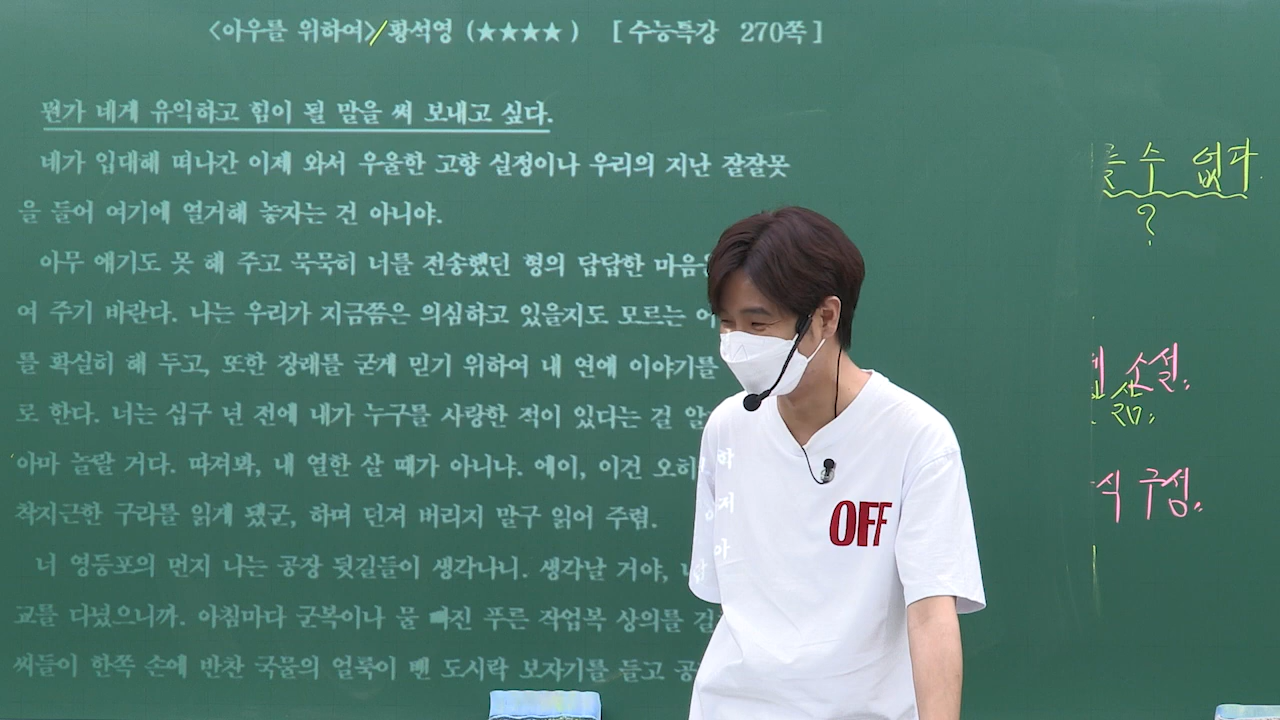 <아우를 위하여>/황석영 (★★★★) [수능특강 270쪽]
뭔가 네게 유익하고 힘이 될 말을 써 보내고 싶다.
네가 입대해 떠나간 이제 와서 우울한 고향 실정이나 우리의 지난 잘잘못
을 들어 여기에 열거해 놓자는 건 아니야.
아무 얘기도 못 해 주고 묵묵히 너를 전송했던 형의 답답한
여 주기 바란다. 나는 우리가 지금쯤은 의심하고 있을지도 모르는
를 확실히 해 두고, 또한 장래를 굳게 믿기 위하여 내 연애 이야기를 하
로 한다. 너는 십구 년 전에 내가 누구를 사랑한 적이 있다는 걸
아마 놀랄 거다. 따져봐, 내 열한 살 때가 아니냐. 에이, 이건 하
착지근한 구라를 읽게 됐군, 하며 던져 버리지 말구 읽어 주렴.
너 영등포의 먼지 나는 공장 뒷길들이 생각나니. 생각날 거야,
교를 다녔으니까. 아침마다 군복이나 물 빠진 푸른 작업복 상의를
씨들이 한쪽 손에 반찬 국물의 얼룩이 밴 도시락 보자기를 들고
수 없다
?
소설
구성
OFF